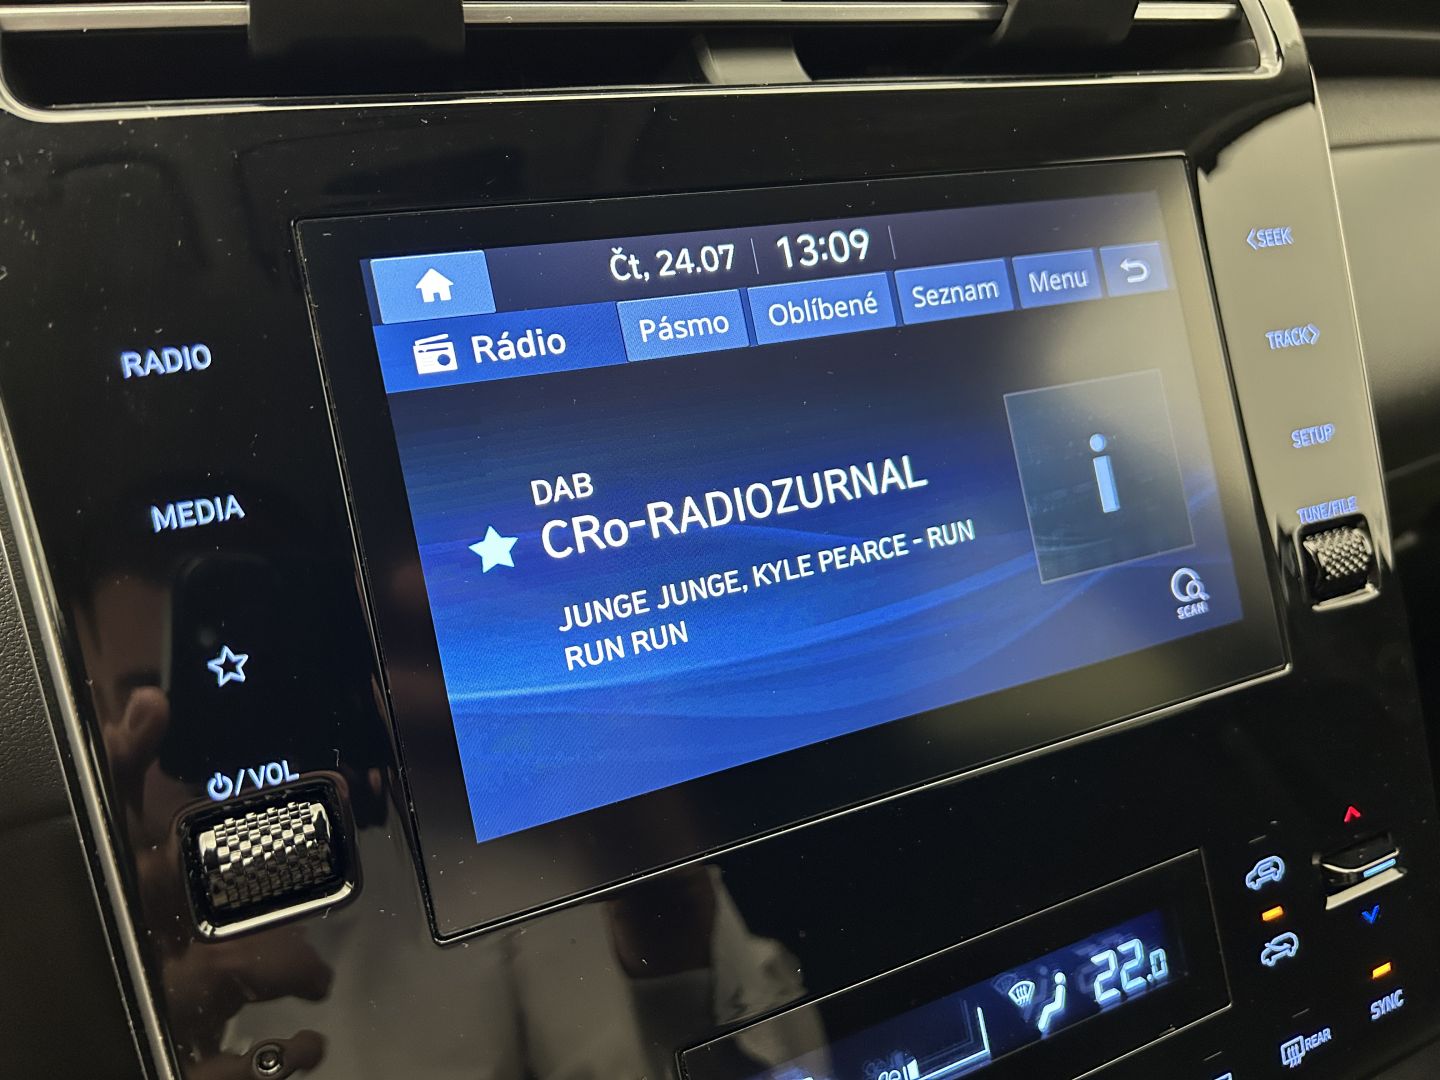 Čt, 24.07 13:09
Rádio Pásmo Oblíbené Seznam Menu
DAB
CRo-RADIOZURNAL
JUNGE JUNGE, KYLE PEARCE - RUN
RUN RUN
i
SCAN
RADIO
MEDIA
/VOL
<SEEK
TRACK>
SETUP
TUNE/FILE
22.0
SYNC
REAR